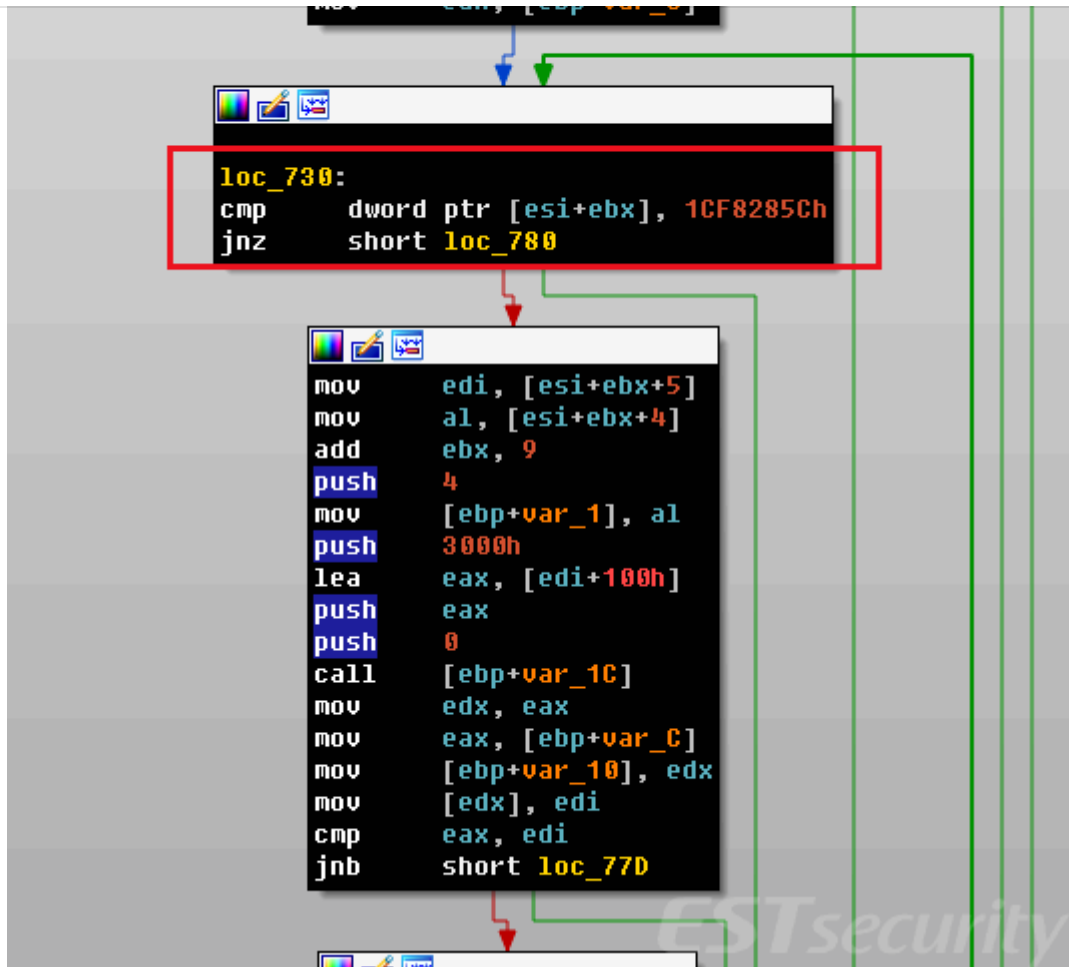 loc_730:
cmp dword ptr [esi+ebx], 1CF8285Ch
jnz short loc_780
mov edi, [esi+ebx+5]
mov al, [esi+ebx+4]
add ebx, 9
push 4
mov [ebp+var_1], al
push 3000h
lea eax, [edi+100h]
push eax
push 0
call [ebp+var_1C]
mov edx, eax
mov eax, [ebp+var_C]
mov [ebp+var_10], edx
mov [edx], edi
cmp eax, edi
jnb short loc_77D
ESTsecurity